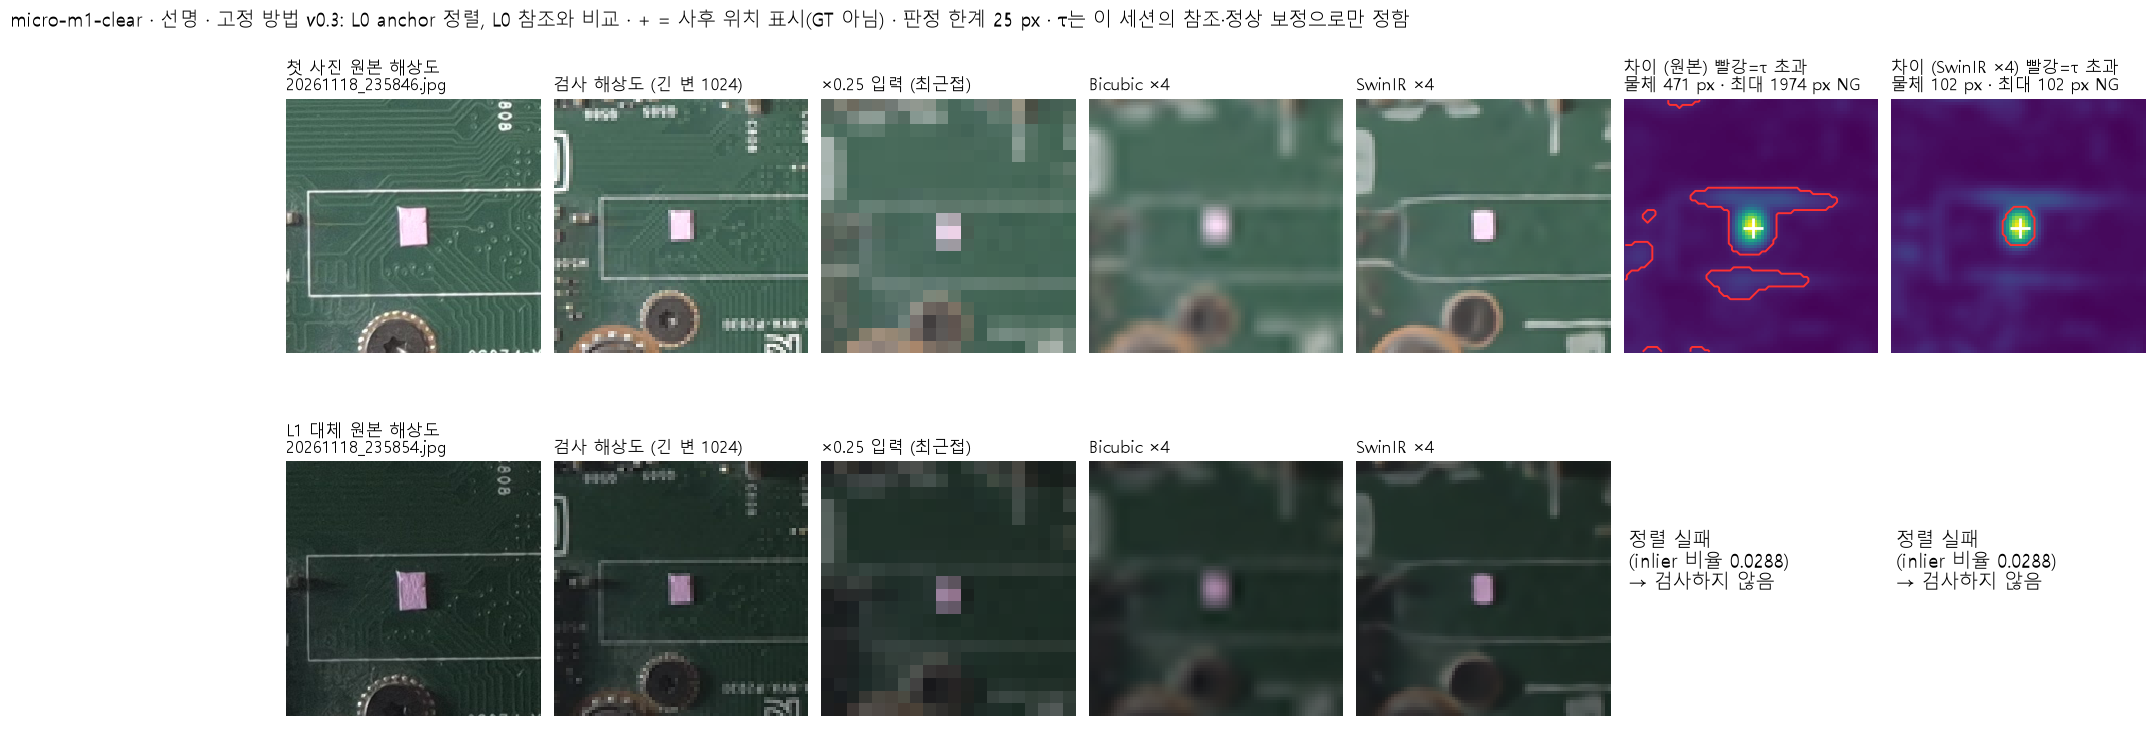 micro-m1-clear · 선명 · 고정 방법 v0.3: L0 anchor 정렬, L0 참조와 비교 · + = 사후 위치 표시(GT 아님) · 판정 한계 25 px · τ는 이 세션의 참조·정상 보정으로만 정함
첫 사진 원본 해상도
20261118_235846.jpg
검사 해상도 (긴 변 1024)
×0.25 입력 (최근접)
Bicubic ×4
SwinIR ×4
차이 (원본) 빨강=τ 초과
물체 471 px · 최대 1974 px NG
차이 (SwinIR ×4) 빨강=τ 초과
물체 102 px · 최대 102 px NG
808
L1 대체 원본 해상도
20261118_235854.jpg
검사 해상도 (긴 변 1024)
×0.25 입력 (최근접)
Bicubic ×4
SwinIR ×4
808
정렬 실패
(inlier 비율 0.0288)
→ 검사하지 않음
정렬 실패
(inlier 비율 0.0288)
→ 검사하지 않음